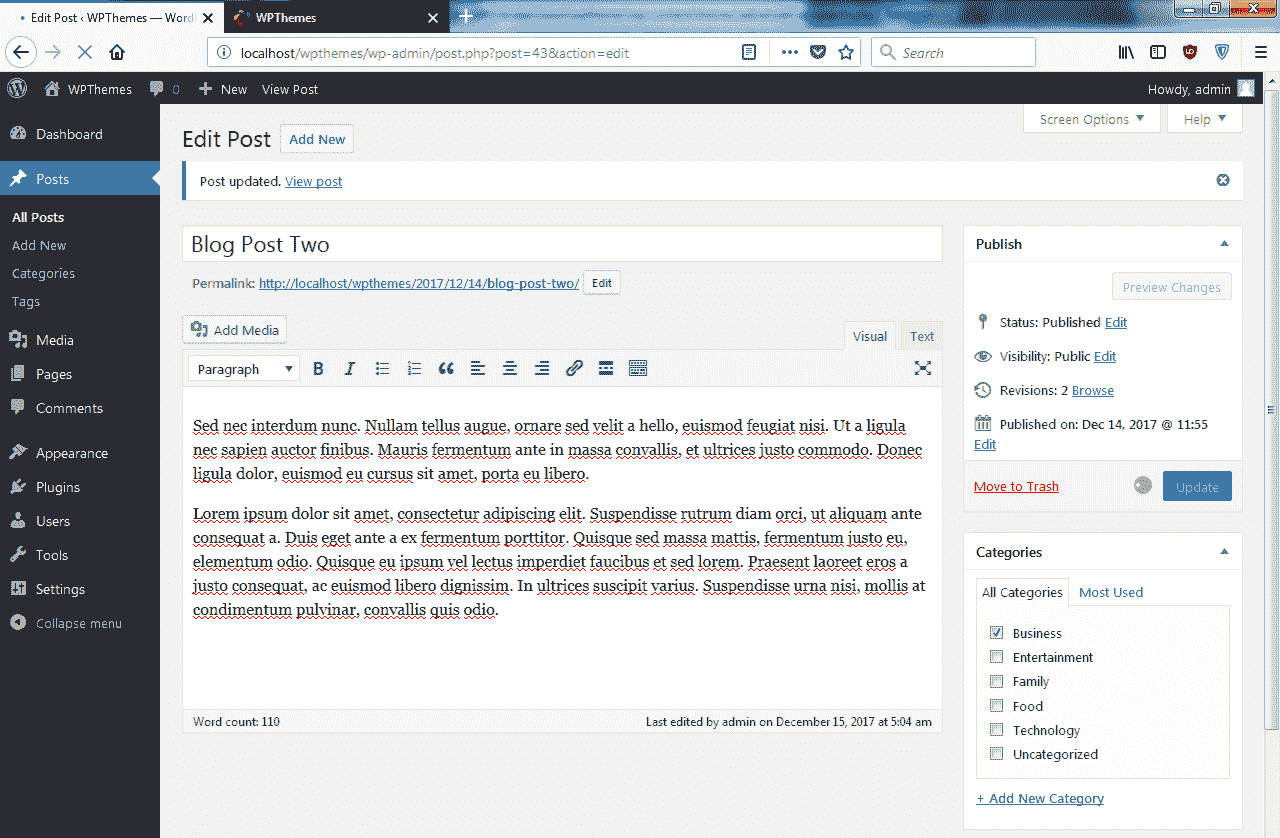 Edit Post ‹ WPThemes — Word
WPThemes
localhost/wpthemes/wp-admin/post.php?post=43&action=edit
Search
WPThemes
0
New
View Post
Howdy, admin
Dashboard
Posts
All Posts
Add New
Categories
Tags
Media
Pages
Comments
Appearance
Plugins
Users
Tools
Settings
Collapse menu
Screen Options
Help
Edit Post
Add New
Post updated. View post
Blog Post Two
Permalink: http://localhost/wpthemes/2017/12/14/blog-post-two/ Edit
Add Media
Visual
Text
Paragraph
B
I
Sed nec interdum nunc. Nullam tellus augue, ornare sed velit a hello, euismod feugiat nisi. Ut a ligula
nec sapien auctor finibus. Mauris fermentum ante in massa convallis, et ultrices justo commodo. Donec
ligula dolor, euismod eu cursus sit amet, porta eu libero.
Lorem ipsum dolor sit amet, consectetur adipiscing elit. Suspendisse rutrum diam orci, ut aliquam ante
consequat a. Duis eget ante a ex fermentum porttitor. Quisque sed massa mattis, fermentum justo eu,
elementum odio. Quisque eu ipsum vel lectus imperdiet faucibus et sed lorem. Praesent laoreet eros a
justo consequat, ac euismod libero dignissim. In ultrices suscipit varius. Suspendisse urna nisi, mollis at
condimentum pulvinar, convallis quis odio.
Word count: 110
Last edited by admin on December 15, 2017 at 5:04 am
Publish
Preview Changes
Status: Published Edit
Visibility: Public Edit
Revisions: 2 Browse
Published on: Dec 14, 2017 @ 11:55
Edit
Move to Trash
Update
Categories
All Categories
Most Used
Business
Entertainment
Family
Food
Technology
Uncategorized
+ Add New Category